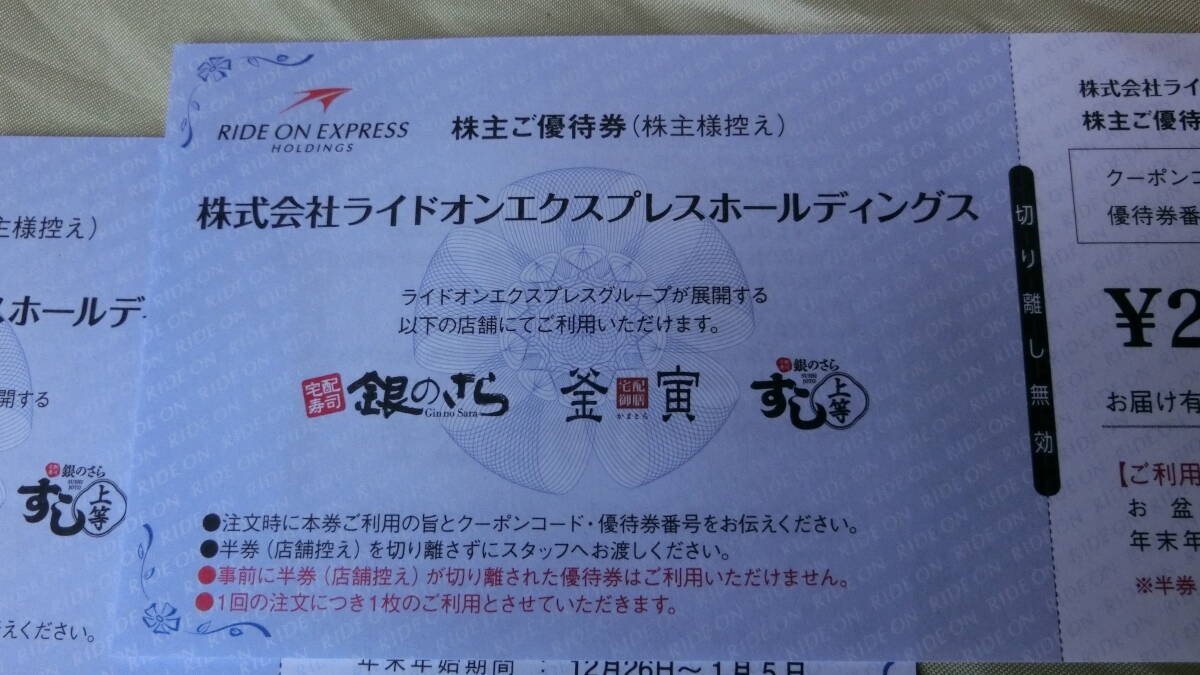 RIDE ON EXPRESS
HOLDINGS
株主ご優待券（株主様控え）
株式会社ライドオンエクスプレスホールディングス
ライドオンエクスプレスグループが展開する
以下の店舗にてご利用いただけます。
宅配寿司 銀のさら
Gin no Sara
釜 宅配御膳 寅
かまとら
銀のさら
SUSHI JOTO
すし上等
●注文時に本券ご利用の旨とクーポンコード・優待券番号をお伝えください。
●半券（店舗控え）を切り離さずにスタッフへお渡しください。
●事前に半券（店舗控え）が切り離された優待券はご利用いただけません。
●1回の注文につき1枚のご利用とさせていただきます。
切り離し無効
株式会社ライ
株主ご優待
クーポンコ
優待券番
¥2
お届け有
【ご利用
お盆
年末年
※半券
主様控え）
スホールデ
開する
銀のさら
SUSHI JOTO
すし上等
えください。
年末年始期間 ： 12月26日～1月5日